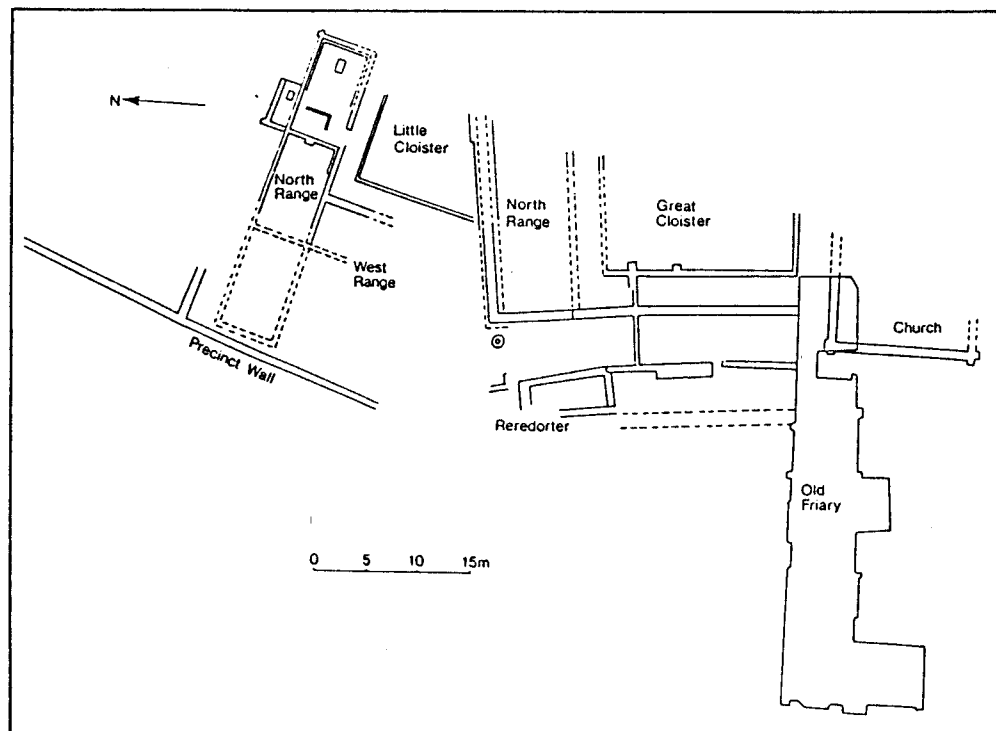 N
Little
Cloister
North
Range
West
Range
Precinct Wall
North
Range
Great
Cloister
Church
Reredorter
Old
Friary
0 5 10 15m